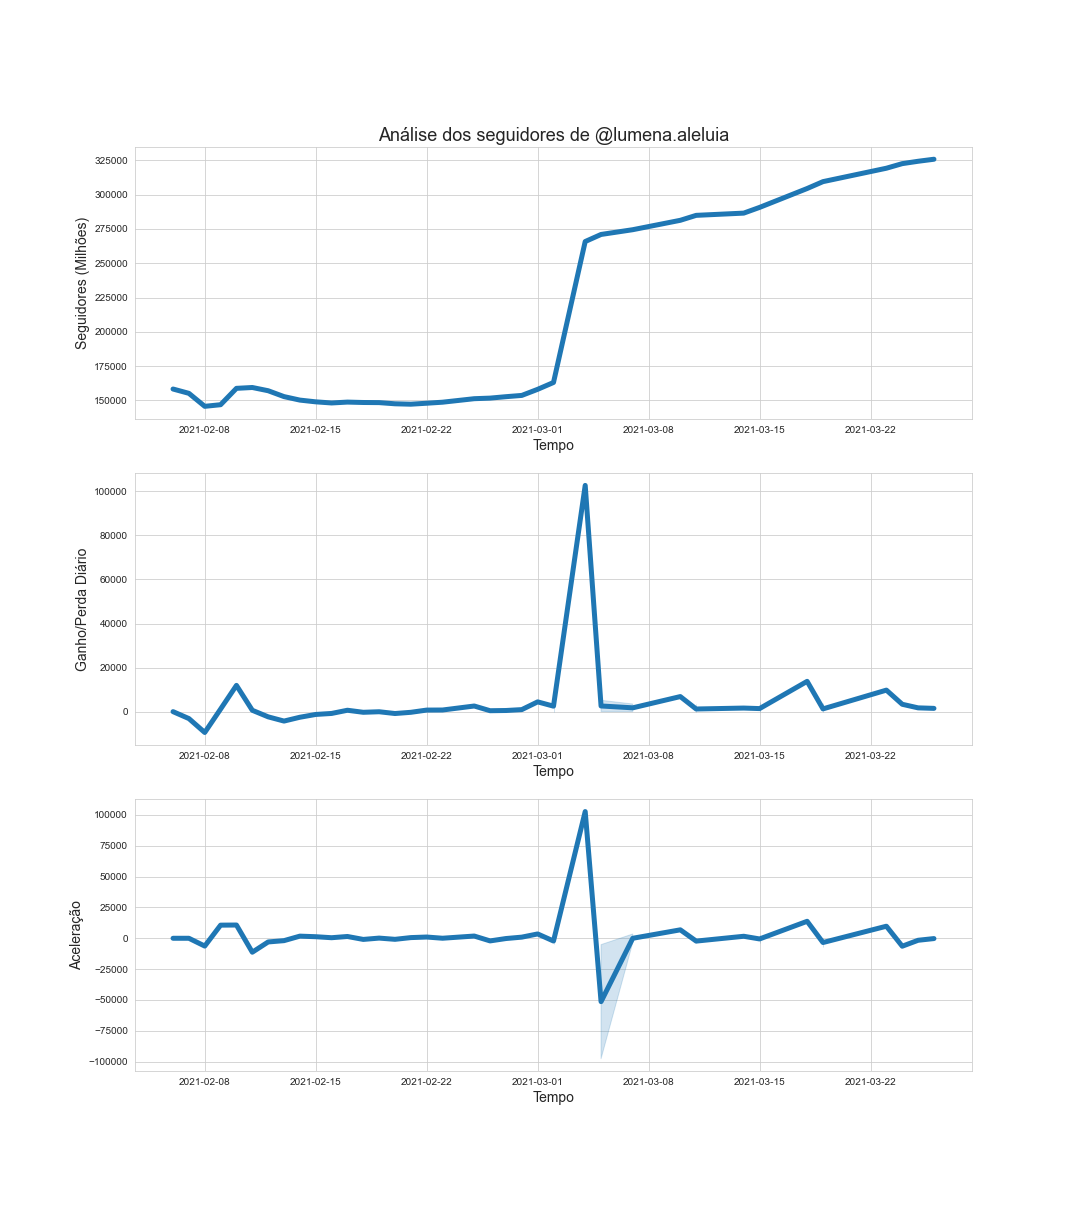 Análise dos seguidores de @lumena.aleluia
325000
300000
275000
250000
225000
200000
175000
150000
Seguidores (Milhões)
2021-02-08 2021-02-15 2021-02-22 2021-03-01 2021-03-08 2021-03-15 2021-03-22
Tempo
100000
80000
60000
40000
20000
0
Ganho/Perda Diário
2021-02-08 2021-02-15 2021-02-22 2021-03-01 2021-03-08 2021-03-15 2021-03-22
Tempo
100000
75000
50000
25000
0
−25000
−50000
−75000
−100000
Aceleração
2021-02-08 2021-02-15 2021-02-22 2021-03-01 2021-03-08 2021-03-15 2021-03-22
Tempo